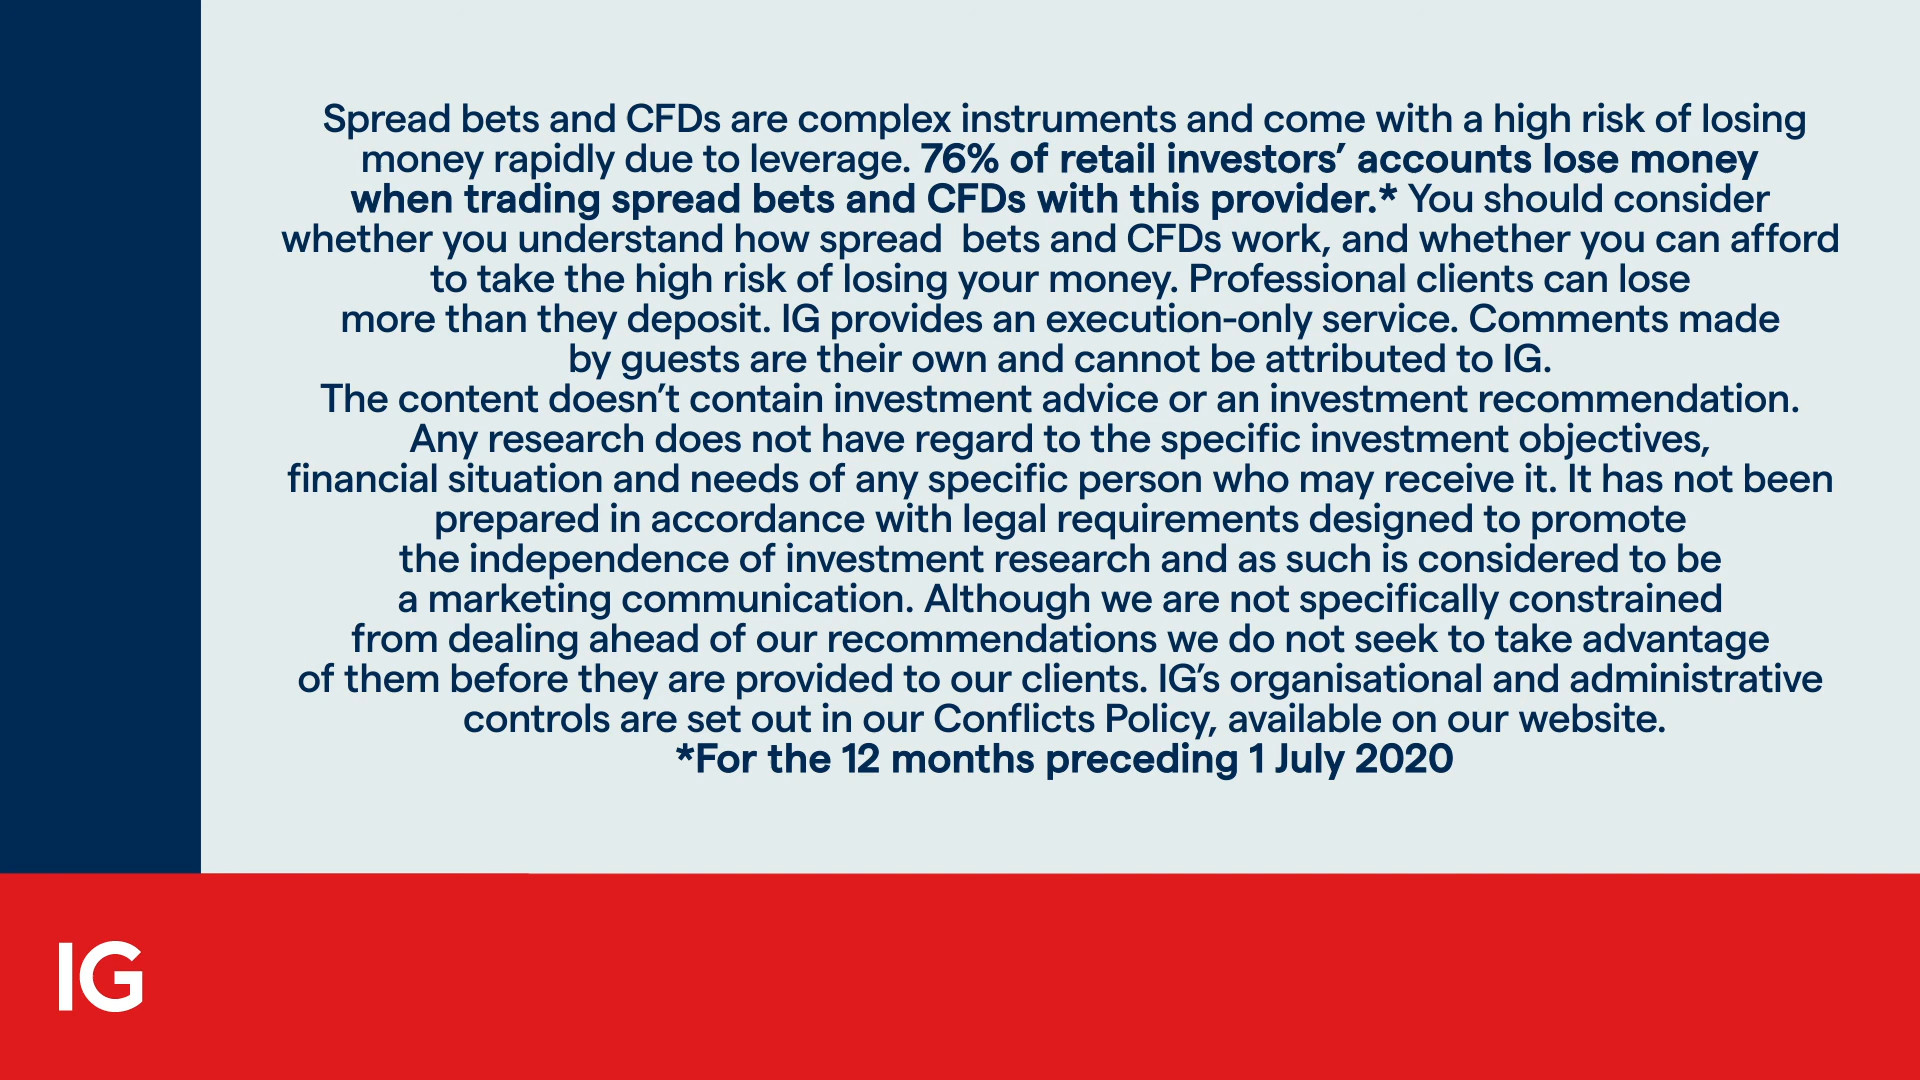 Spread bets and CFDs are complex instruments and come with a high risk of losing
money rapidly due to leverage. 76% of retail investors’ accounts lose money
when trading spread bets and CFDs with this provider.* You should consider
whether you understand how spread  bets and CFDs work, and whether you can afford
to take the high risk of losing your money. Professional clients can lose
more than they deposit. IG provides an execution-only service. Comments made
by guests are their own and cannot be attributed to IG.
The content doesn’t contain investment advice or an investment recommendation.
Any research does not have regard to the specific investment objectives,
financial situation and needs of any specific person who may receive it. It has not been
prepared in accordance with legal requirements designed to promote
the independence of investment research and as such is considered to be
a marketing communication. Although we are not specifically constrained
from dealing ahead of our recommendations we do not seek to take advantage
of them before they are provided to our clients. IG’s organisational and administrative
controls are set out in our Conflicts Policy, available on our website.
*For the 12 months preceding 1 July 2020
IG